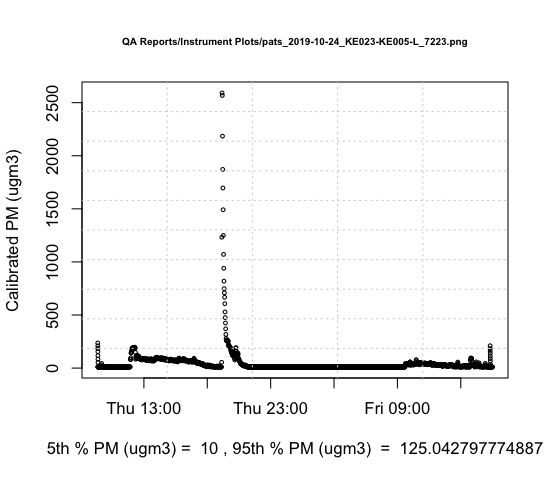 QA Reports/Instrument Plots/pats_2019-10-24_KE023-KE005-L_7223.png
2500
2000
1500
1000
500
0
Calibrated PM (ugm3)
Thu 13:00 Thu 23:00 Fri 09:00
5th % PM (ugm3) = 10 , 95th % PM (ugm3) = 125.042797774887